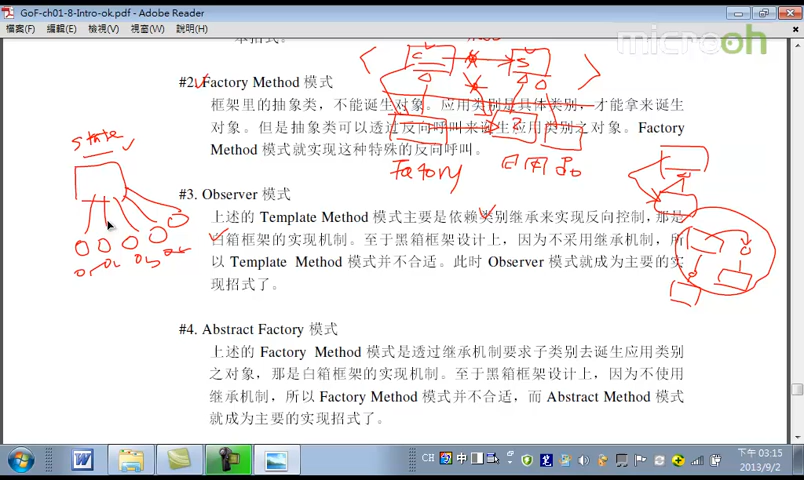 GoF-ch01-8-Intro-ok.pdf - Adobe Reader
檔案(F) 編輯(E) 檢視(V) 視窗(W) 說明(H)
microoh
本招式。
#2. Factory Method 模式
框架里的抽象类，不能诞生对象。应用类别是具体类别，才能拿来诞生
对象。但是抽象类可以透过反向呼叫来诞生应用类别之对象。Factory
Method 模式就实现这种特殊的反向呼叫。
C
S
?
Factory
state
#3. Observer 模式
上述的 Template Method 模式主要是依赖类别继承来实现反向控制，那是
白箱框架的实现机制。至于黑箱框架设计上，因为不采用继承机制，所
以 Template Method 模式并不合适。此时 Observer 模式就成为主要的实
现招式了。
#4. Abstract Factory 模式
上述的 Factory Method 模式是透过继承机制要求子类别去诞生应用类别
之对象，那是白箱框架的实现机制。至于黑箱框架设计上，因为不使用
继承机制，所以 Factory Method 模式并不合适，而 Abstract Method 模式
就成为主要的实现招式了。
CH 中
下午 03:15
2013/9/2